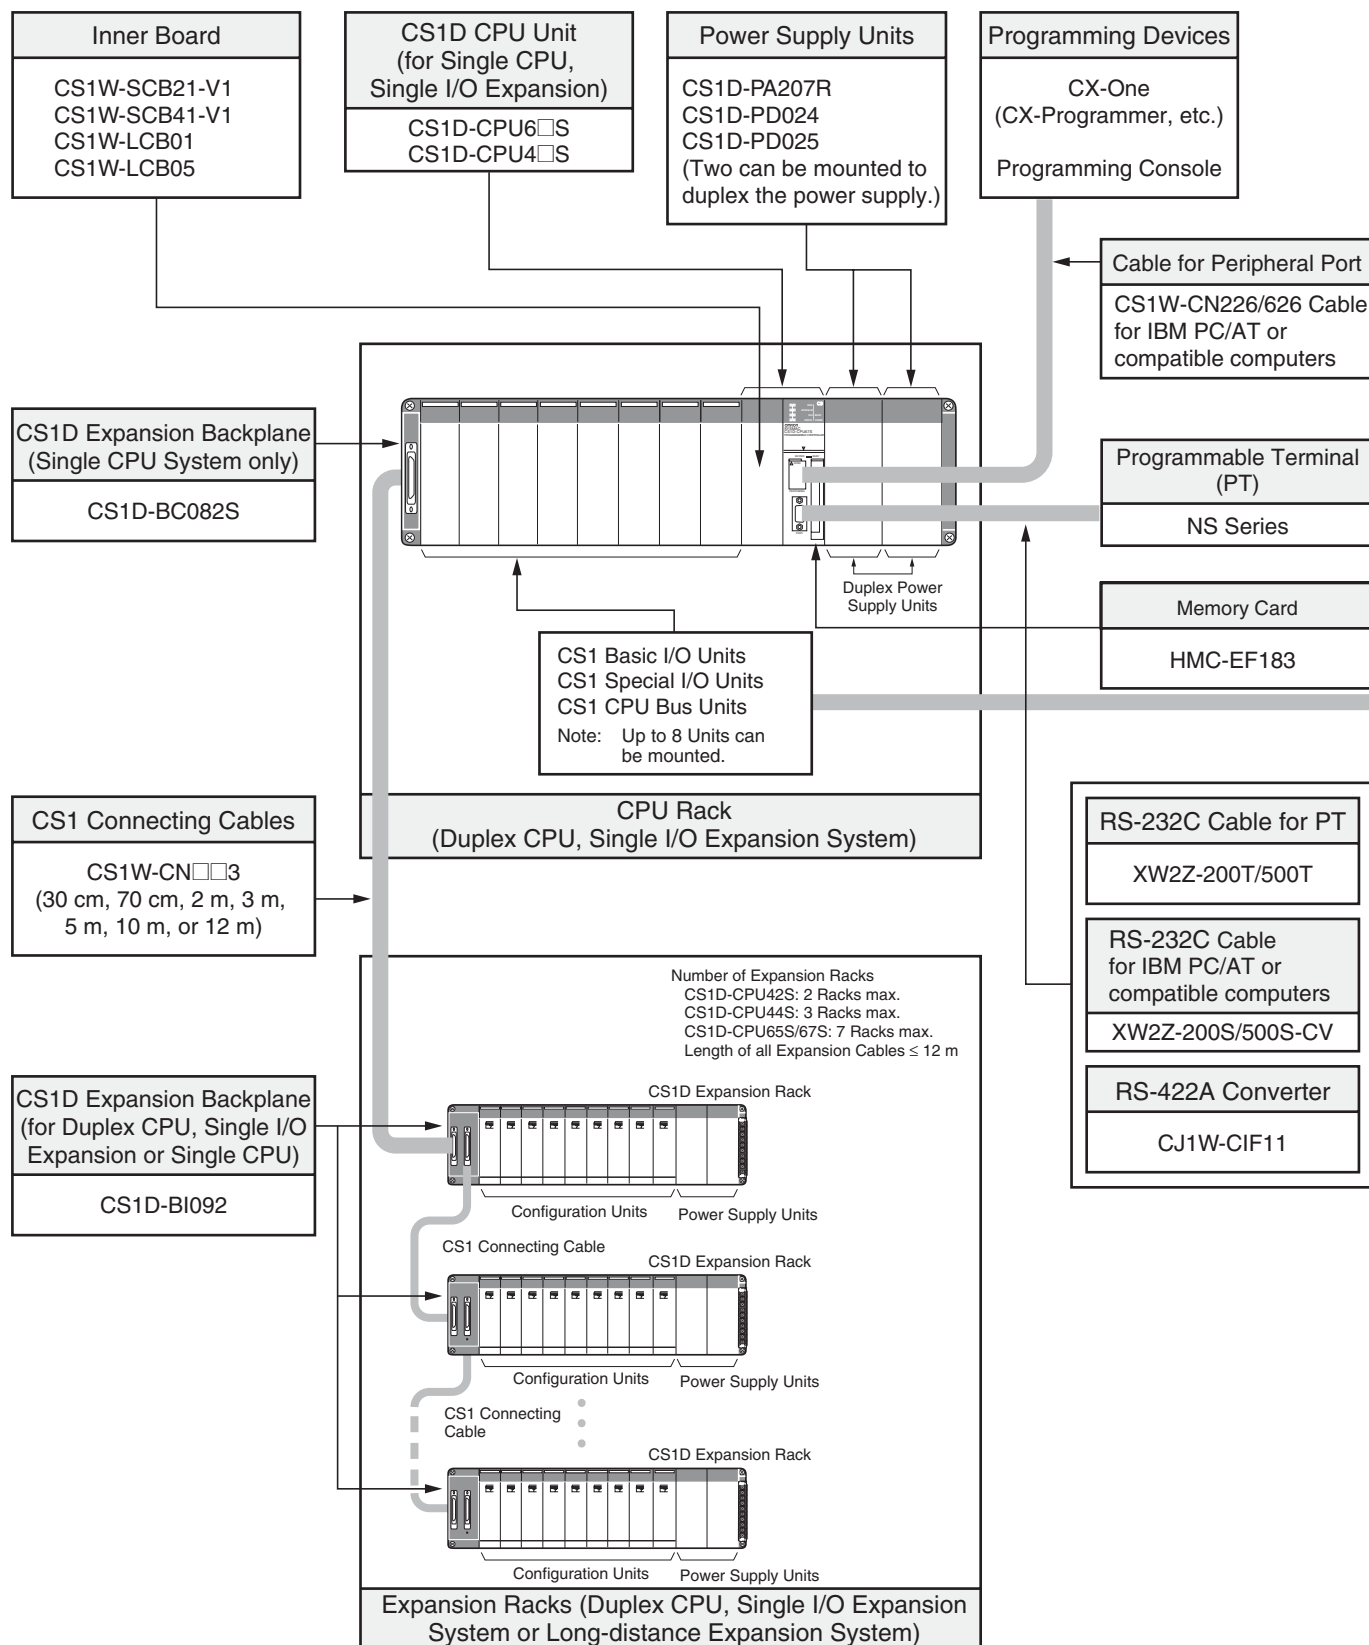 Inner Board
CS1W-SCB21-V1
CS1W-SCB41-V1
CS1W-LCB01
CS1W-LCB05
CS1D CPU Unit
(for Single CPU,
Single I/O Expansion)
CS1D-CPU6□S
CS1D-CPU4□S
Power Supply Units
CS1D-PA207R
CS1D-PD024
CS1D-PD025
(Two can be mounted to
duplex the power supply.)
Programming Devices
CX-One
(CX-Programmer, etc.)
Programming Console
Cable for Peripheral Port
CS1W-CN226/626 Cable
for IBM PC/AT or
compatible computers
CS1D Expansion Backplane
(Single CPU System only)
CS1D-BC082S
Programmable Terminal
(PT)
NS Series
Duplex Power
Supply Units
Memory Card
HMC-EF183
CS1 Basic I/O Units
CS1 Special I/O Units
CS1 CPU Bus Units
Note: Up to 8 Units can
be mounted.
CPU Rack
(Duplex CPU, Single I/O Expansion System)
CS1 Connecting Cables
CS1W-CN□□3
(30 cm, 70 cm, 2 m, 3 m,
5 m, 10 m, or 12 m)
RS-232C Cable for PT
XW2Z-200T/500T
RS-232C Cable
for IBM PC/AT or
compatible computers
XW2Z-200S/500S-CV
RS-422A Converter
CJ1W-CIF11
Number of Expansion Racks
CS1D-CPU42S: 2 Racks max.
CS1D-CPU44S: 3 Racks max.
CS1D-CPU65S/67S: 7 Racks max.
Length of all Expansion Cables ≤ 12 m
CS1D Expansion Backplane
(for Duplex CPU, Single I/O
Expansion or Single CPU)
CS1D-BI092
CS1D Expansion Rack
Configuration Units
Power Supply Units
CS1 Connecting Cable
CS1D Expansion Rack
Configuration Units
Power Supply Units
CS1 Connecting
Cable
CS1D Expansion Rack
Configuration Units
Power Supply Units
Expansion Racks (Duplex CPU, Single I/O Expansion
System or Long-distance Expansion System)